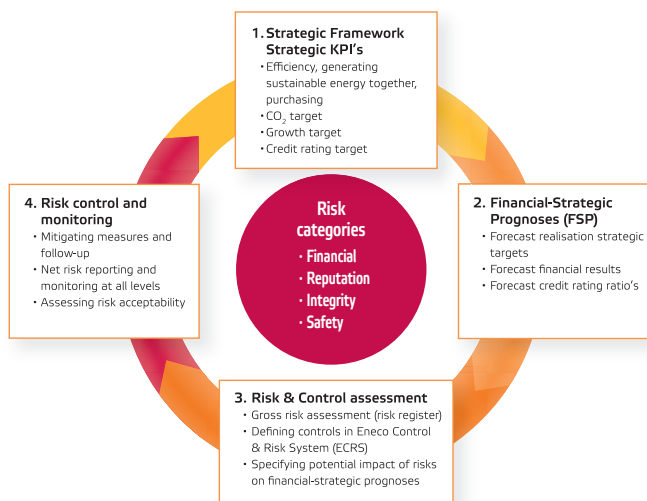 1. Strategic Framework
Strategic KPI's
• Efficiency, generating
sustainable energy together,
purchasing
• CO₂ target
• Growth target
• Credit rating target
2. Financial-Strategic
Prognoses (FSP)
• Forecast realisation strategic
targets
• Forecast financial results
• Forecast credit rating ratio's
3. Risk & Control assessment
• Gross risk assessment (risk register)
• Defining controls in Eneco Control
& Risk System (ECRS)
• Specifying potential impact of risks
on financial-strategic prognoses
4. Risk control and
monitoring
• Mitigating measures and
follow-up
• Net risk reporting and
monitoring at all levels
• Assessing risk acceptability
Risk
categories
· Financial
· Reputation
· Integrity
· Safety